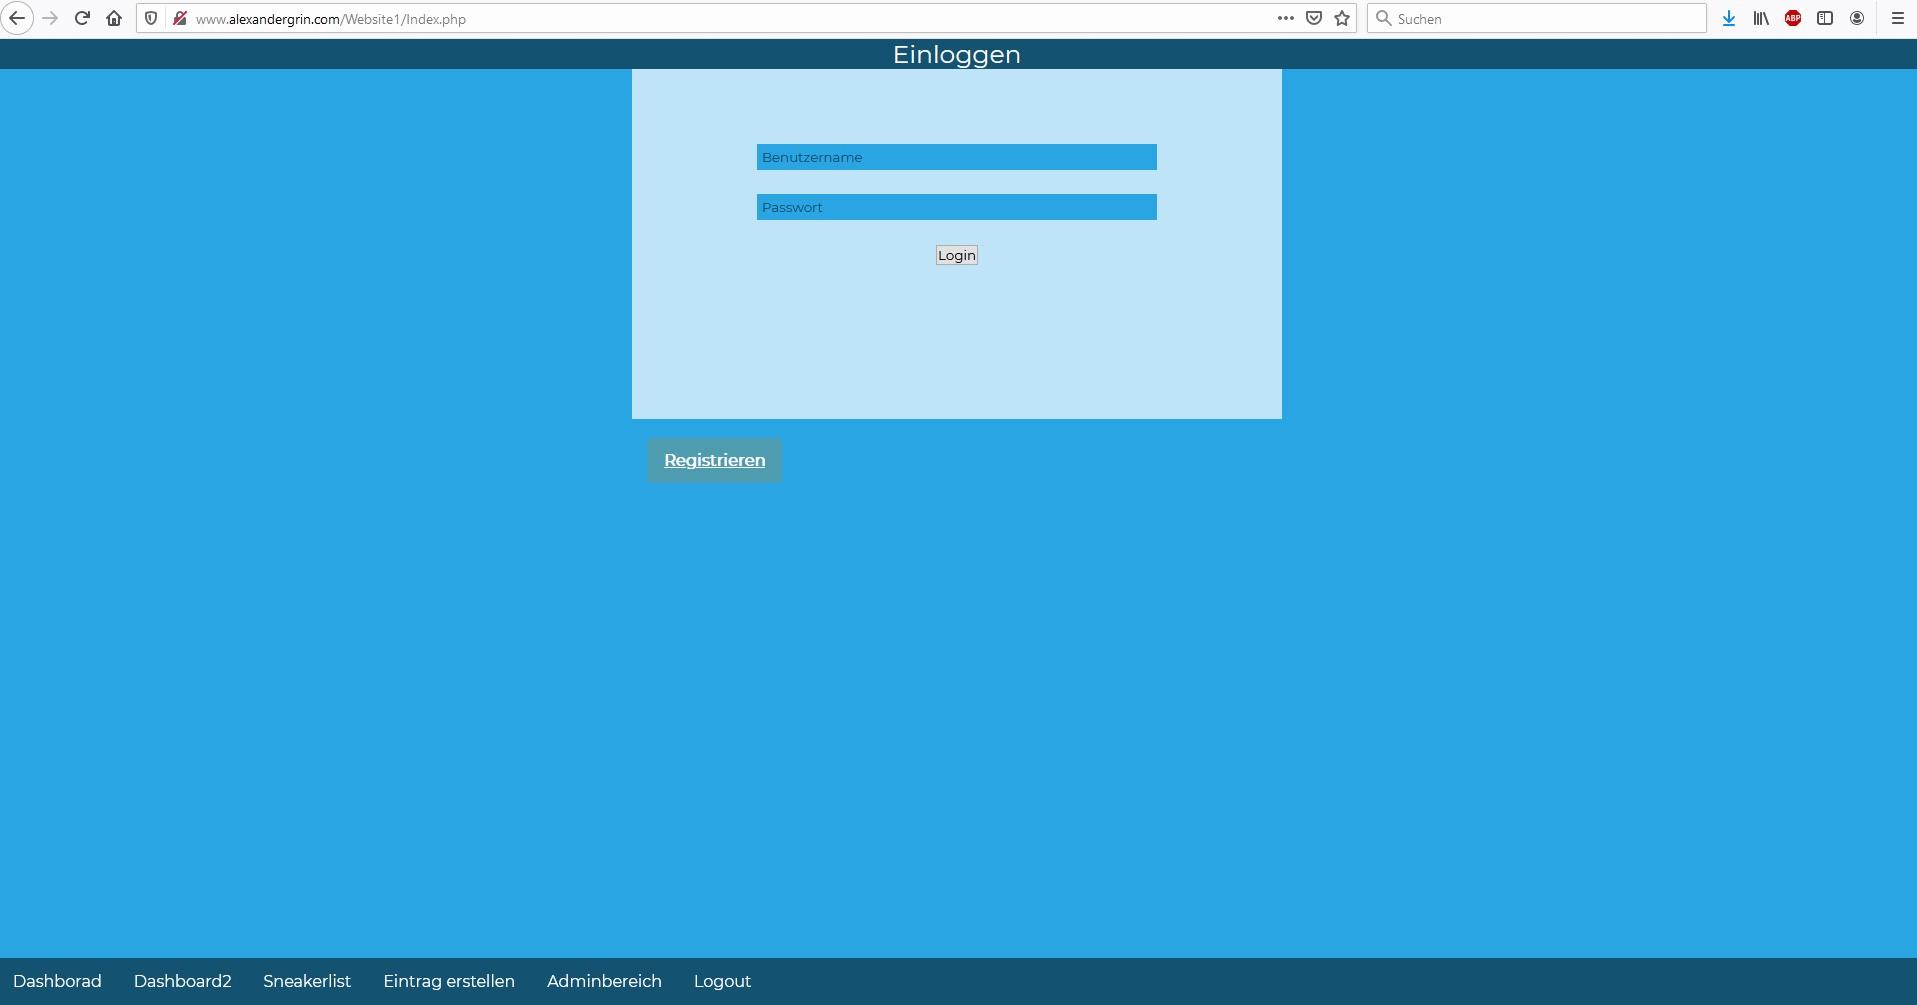 www.alexandergrin.com/Website1/Index.php
Suchen
ABP
Einloggen
Benutzername
Passwort
Login
Registrieren
Dashborad Dashboard2 Sneakerlist Eintrag erstellen Adminbereich Logout